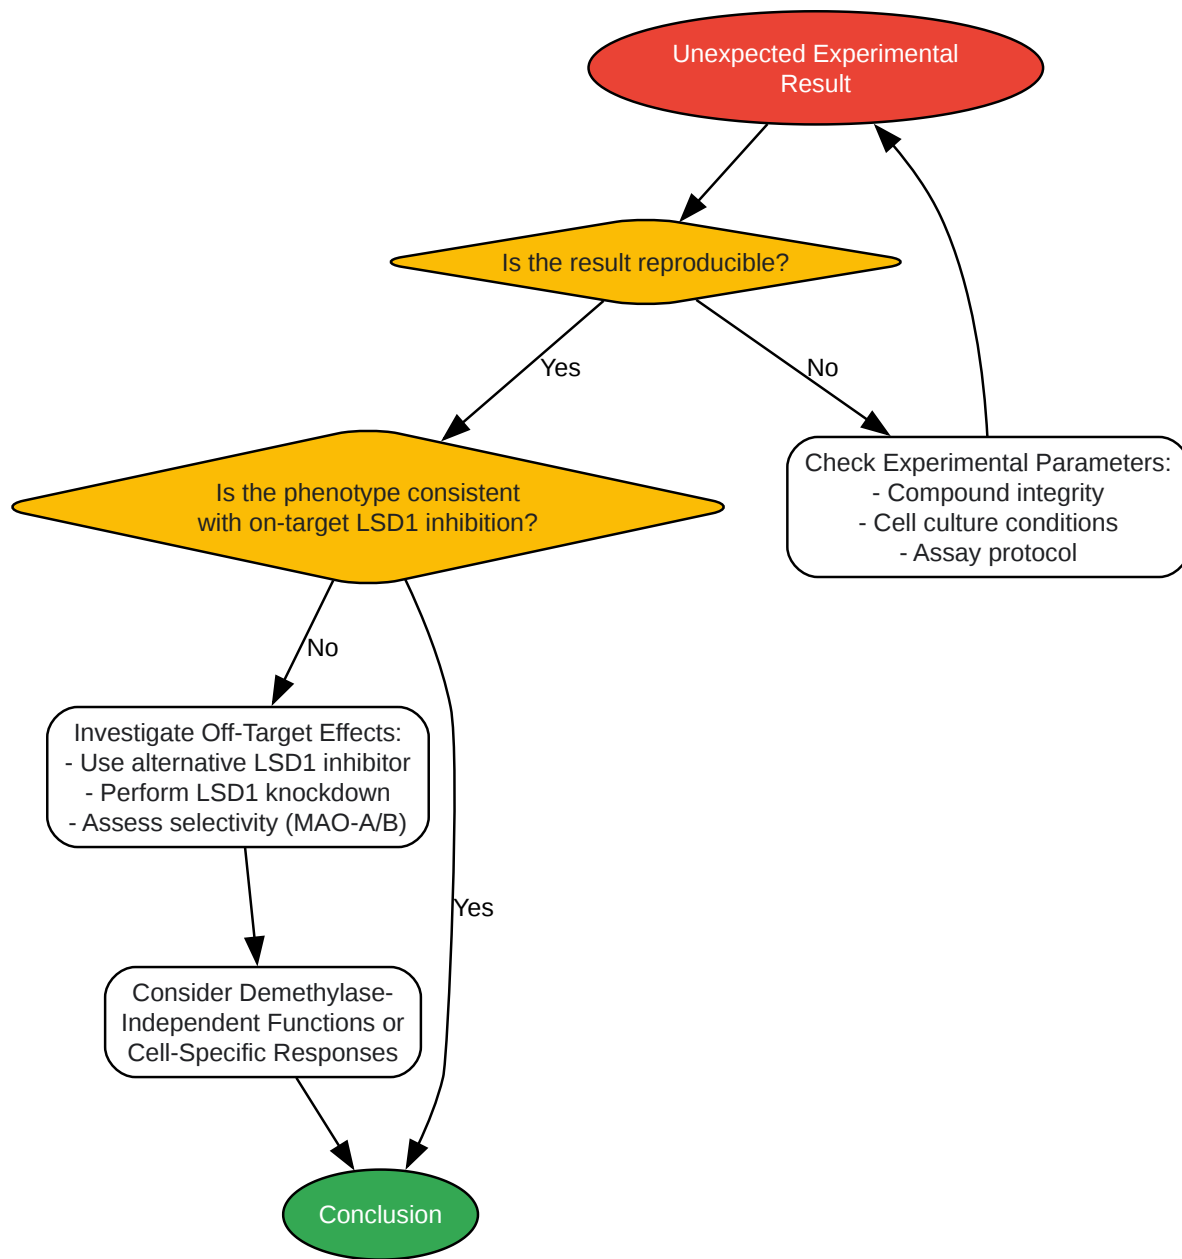 Unexpected Experimental
Result
Is the result reproducible?
Yes
No
Is the phenotype consistent
with on-target LSD1 inhibition?
Check Experimental Parameters:
- Compound integrity
- Cell culture conditions
- Assay protocol
No
Investigate Off-Target Effects:
- Use alternative LSD1 inhibitor
- Perform LSD1 knockdown
- Assess selectivity (MAO-A/B)
Yes
Consider Demethylase-
Independent Functions or
Cell-Specific Responses
Conclusion